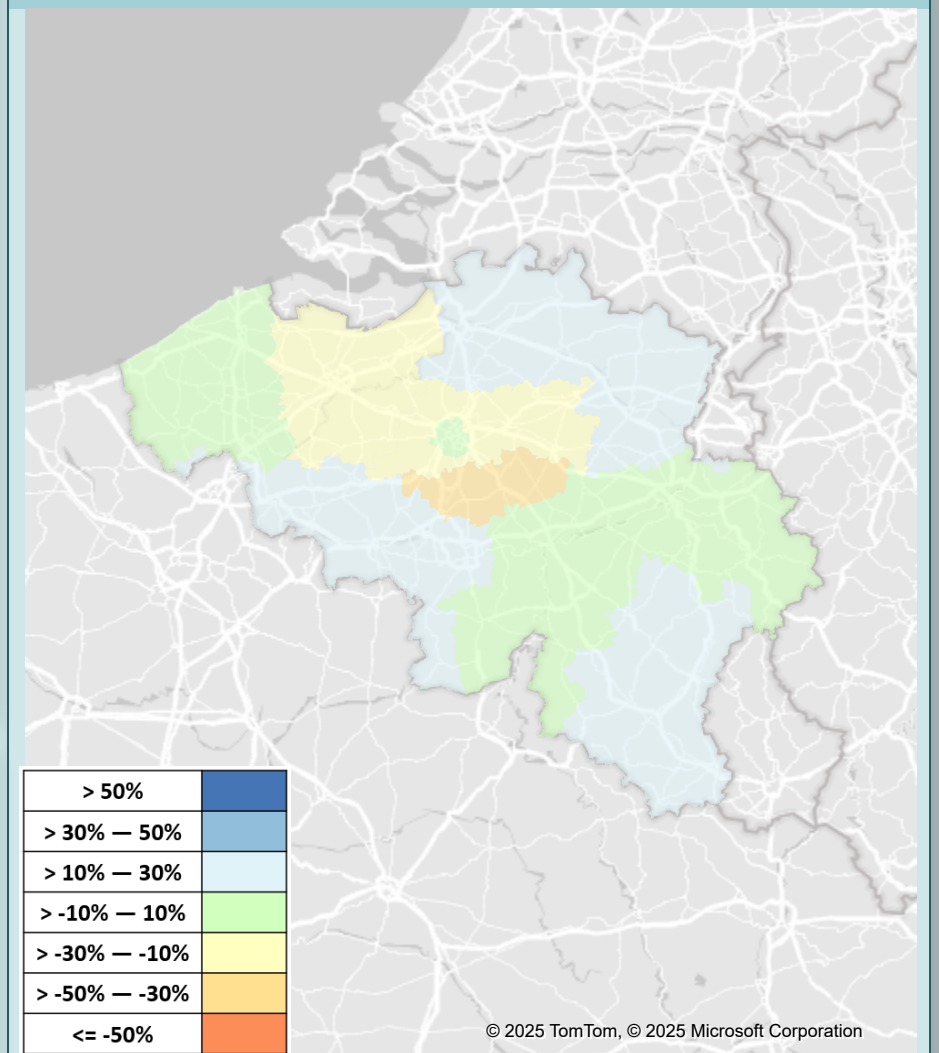 > 50%
> 30% — 50%
> 10% — 30%
> -10% — 10%
> -30% — -10%
> -50% — -30%
<= -50%
© 2025 TomTom, © 2025 Microsoft Corporation